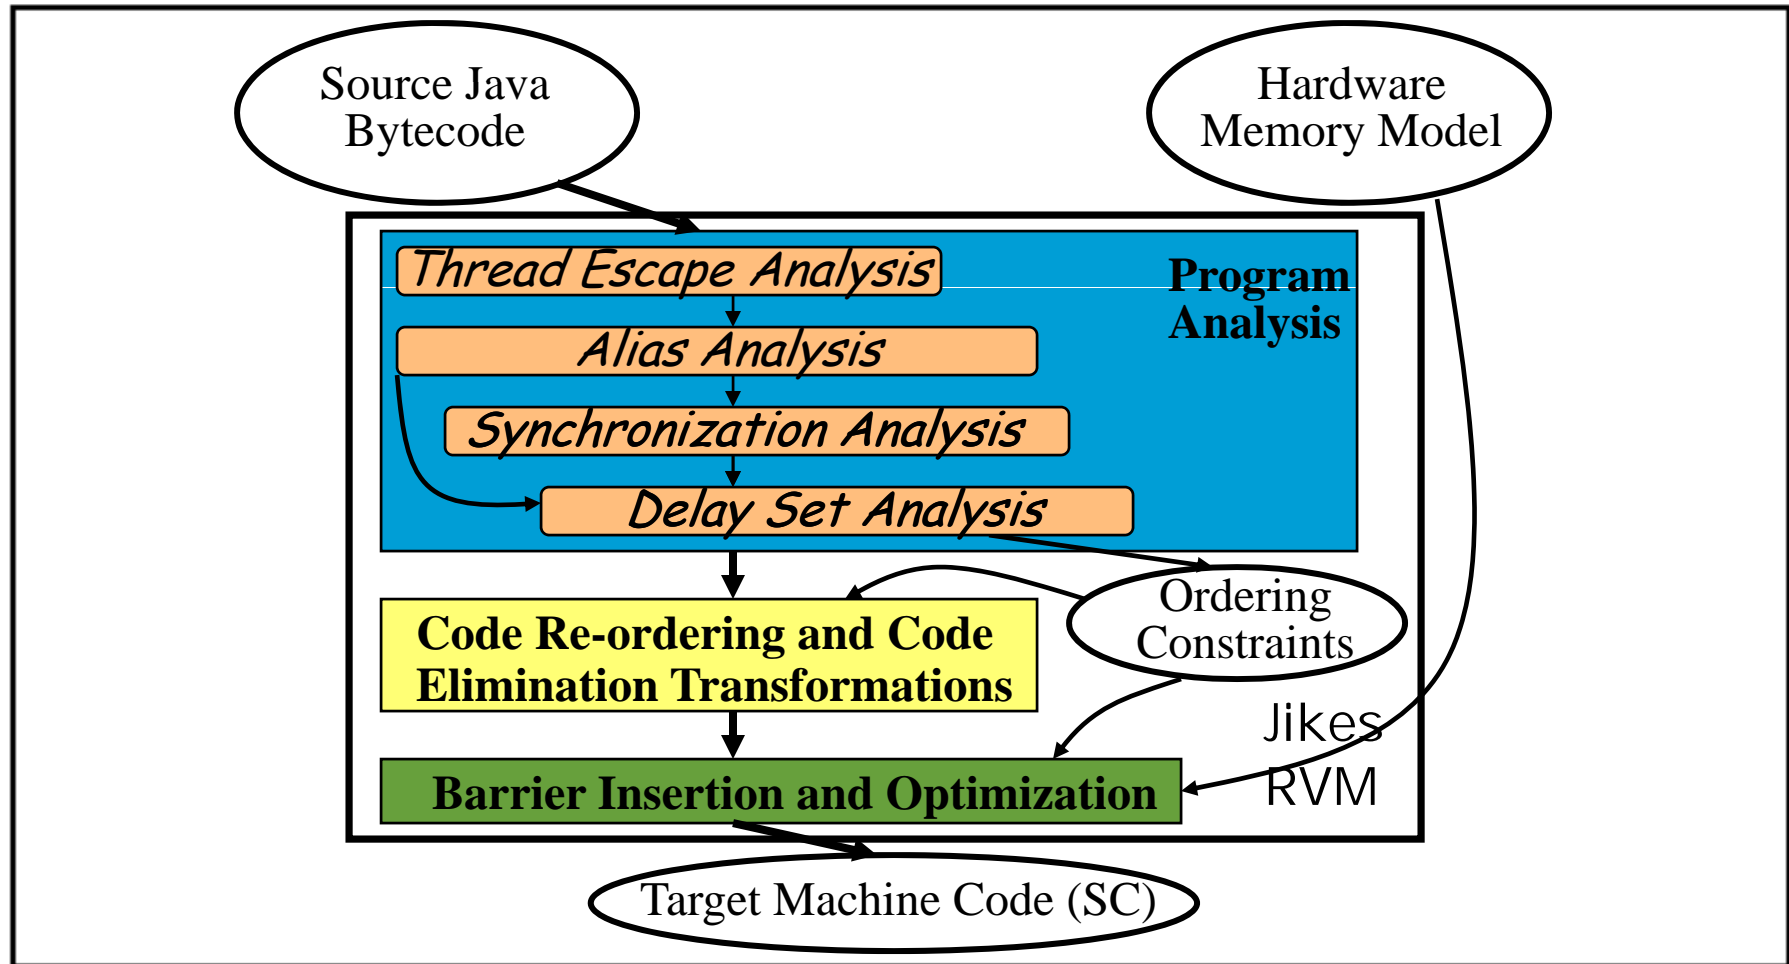 Source Java
Bytecode
Hardware
Memory Model
Thread Escape Analysis
Program
Analysis
Alias Analysis
Synchronization Analysis
Delay Set Analysis
Ordering
Constraints
Code Re-ordering and Code
Elimination Transformations
Jikes
RVM
Barrier Insertion and Optimization
Target Machine Code (SC)